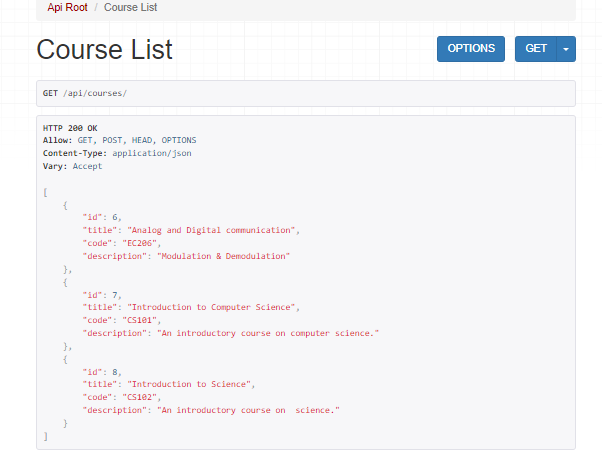 Api Root / Course List
Course List
OPTIONS GET
GET /api/courses/
HTTP 200 OK
Allow: GET, POST, HEAD, OPTIONS
Content-Type: application/json
Vary: Accept
[
    {
        "id": 6,
        "title": "Analog and Digital communication",
        "code": "EC206",
        "description": "Modulation & Demodulation"
    },
    {
        "id": 7,
        "title": "Introduction to Computer Science",
        "code": "CS101",
        "description": "An introductory course on computer science."
    },
    {
        "id": 8,
        "title": "Introduction to Science",
        "code": "CS102",
        "description": "An introductory course on  science."
    }
]